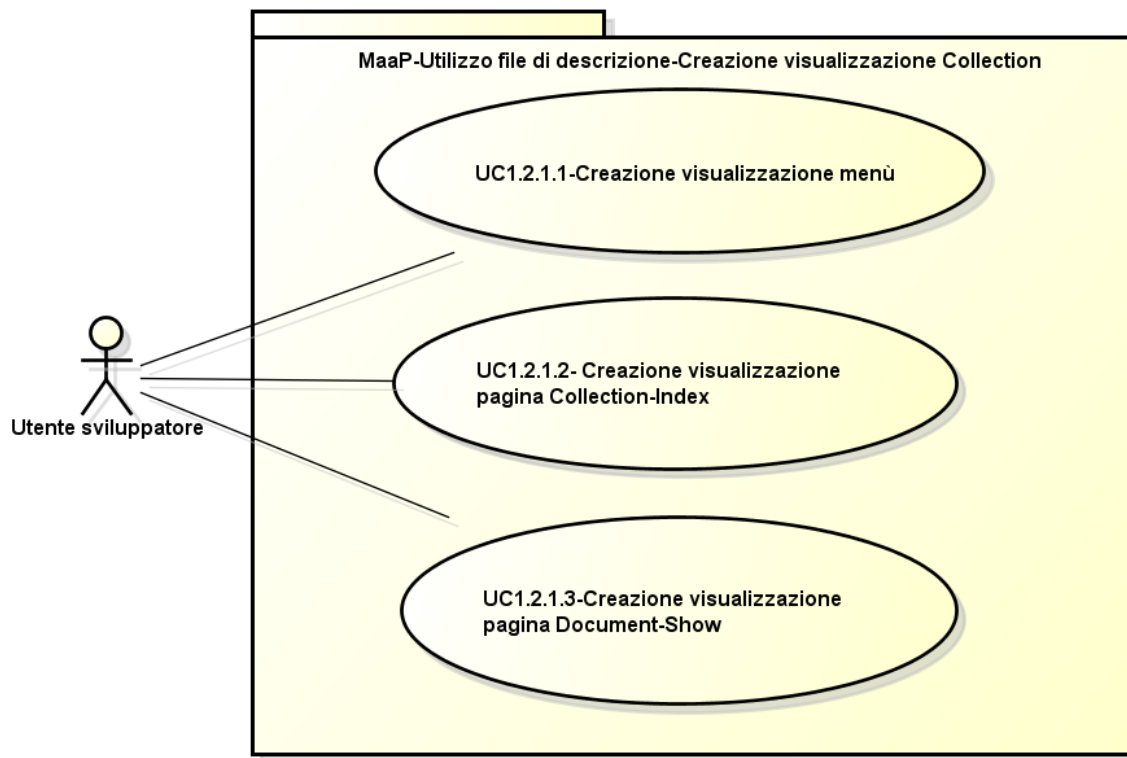 MaaP-Utilizzo file di descrizione-Creazione visualizzazione Collection
UC1.2.1.1-Creazione visualizzazione menù
UC1.2.1.2- Creazione visualizzazione
pagina Collection-Index
Utente sviluppatore
UC1.2.1.3-Creazione visualizzazione
pagina Document-Show